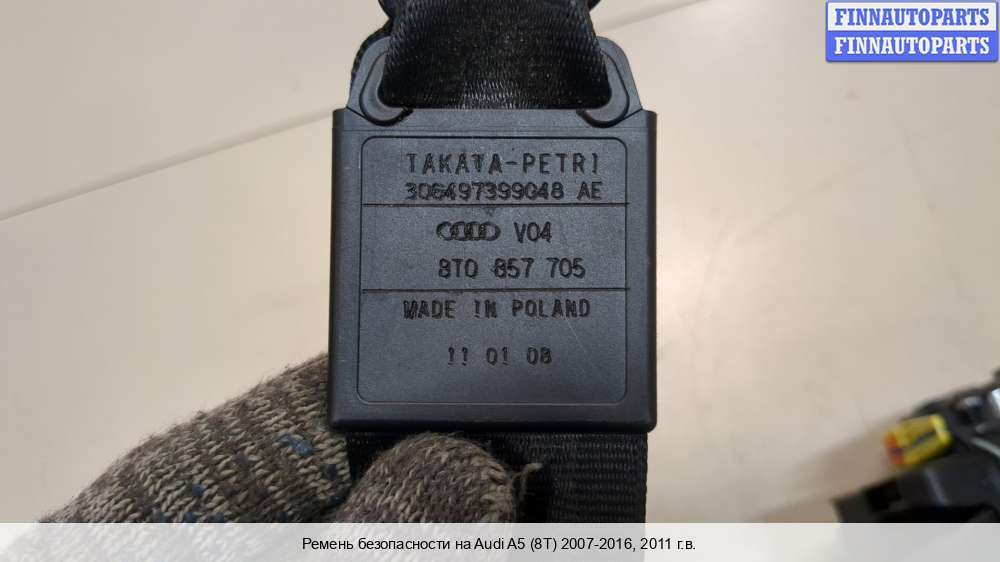 FINNAUTOPARTS
FINNAUTOPARTS
TAKATA-PETRI
306497399048 AE
V04
8T0 857 705
MADE IN POLAND
11 01 08
Ремень безопасности на Audi A5 (8T) 2007-2016, 2011 г.в.